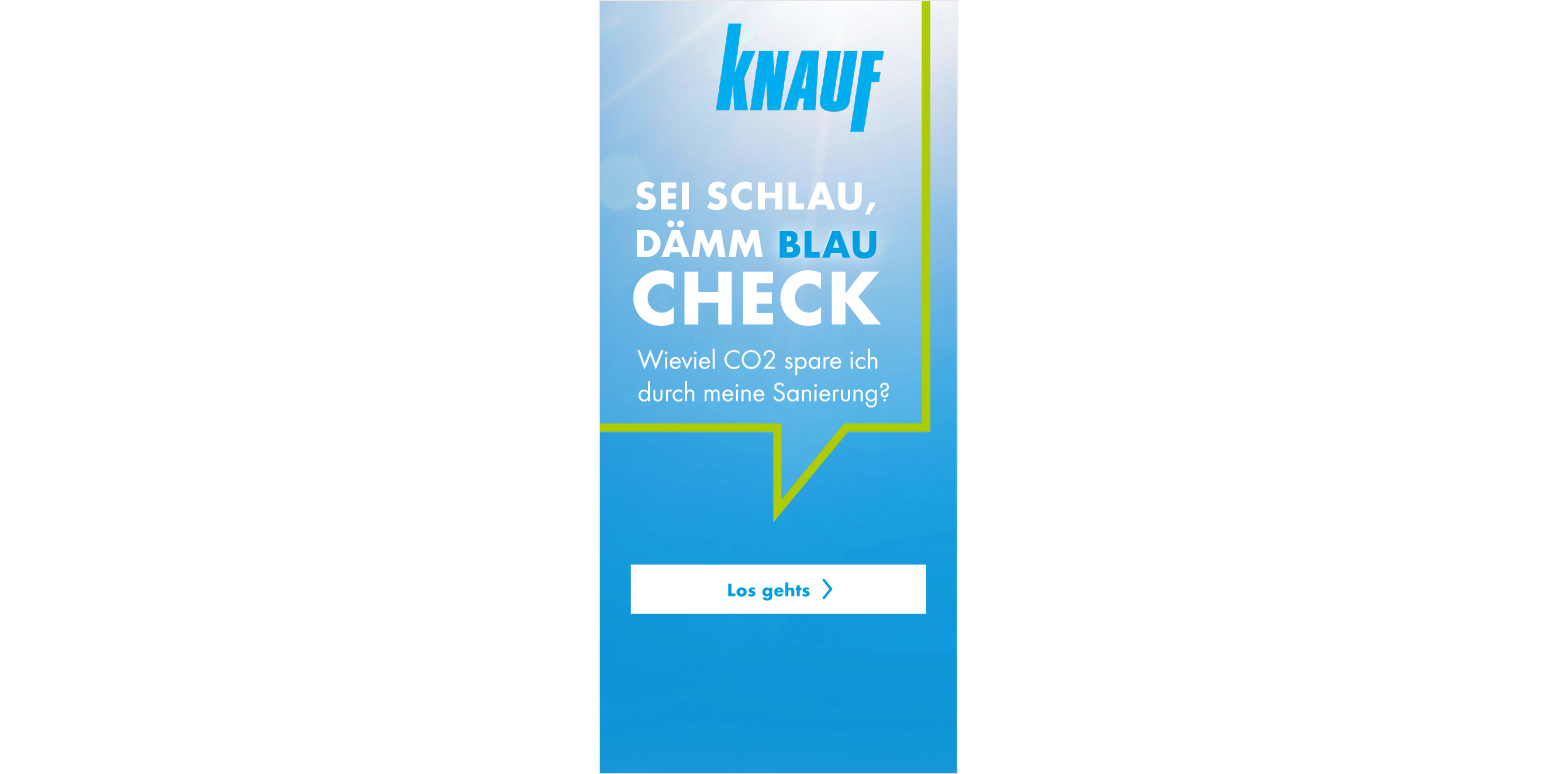 KNAUF
SEI SCHLAU,
DÄMM BLAU
CHECK
Wieviel CO2 spare ich
durch meine Sanierung?
Los gehts